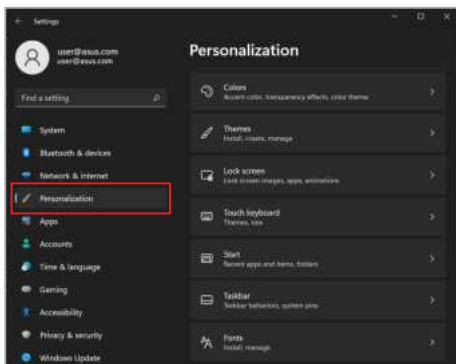 Settings
user@asus.com
user@asus.com
Find a setting
System
Bluetooth & devices
Network & internet
Personalization
Apps
Accounts
Time & language
Gaming
Accessibility
Privacy & security
Windows Update
Personalization
Colors
Accent color, transparency effects, color theme
Themes
Install, create, manage
Lock screen
Lock screen images, apps, animations
Touch keyboard
Themes, size
Start
Recent apps and items, folders
Taskbar
Taskbar behaviors, system pins
Fonts
Install, manage